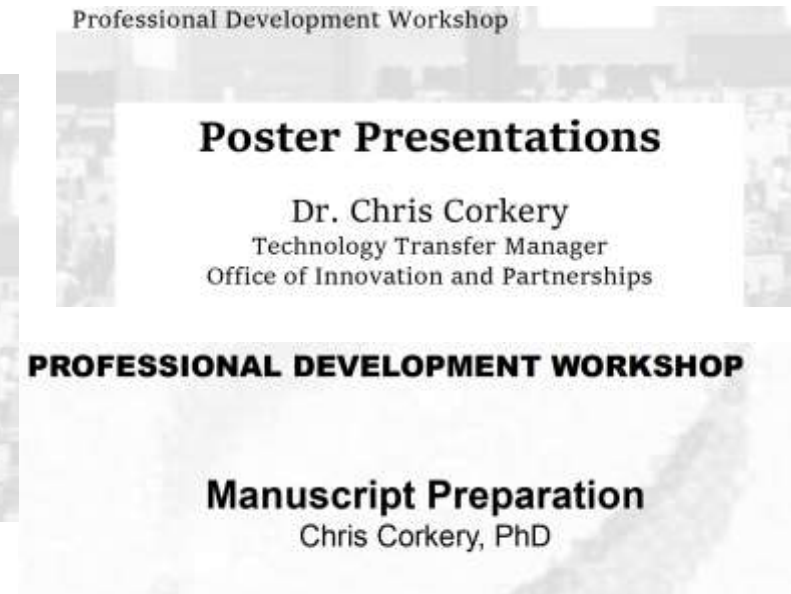 Professional Development Workshop
Poster Presentations
Dr. Chris Corkery
Technology Transfer Manager
Office of Innovation and Partnerships
PROFESSIONAL DEVELOPMENT WORKSHOP
Manuscript Preparation
Chris Corkery, PhD